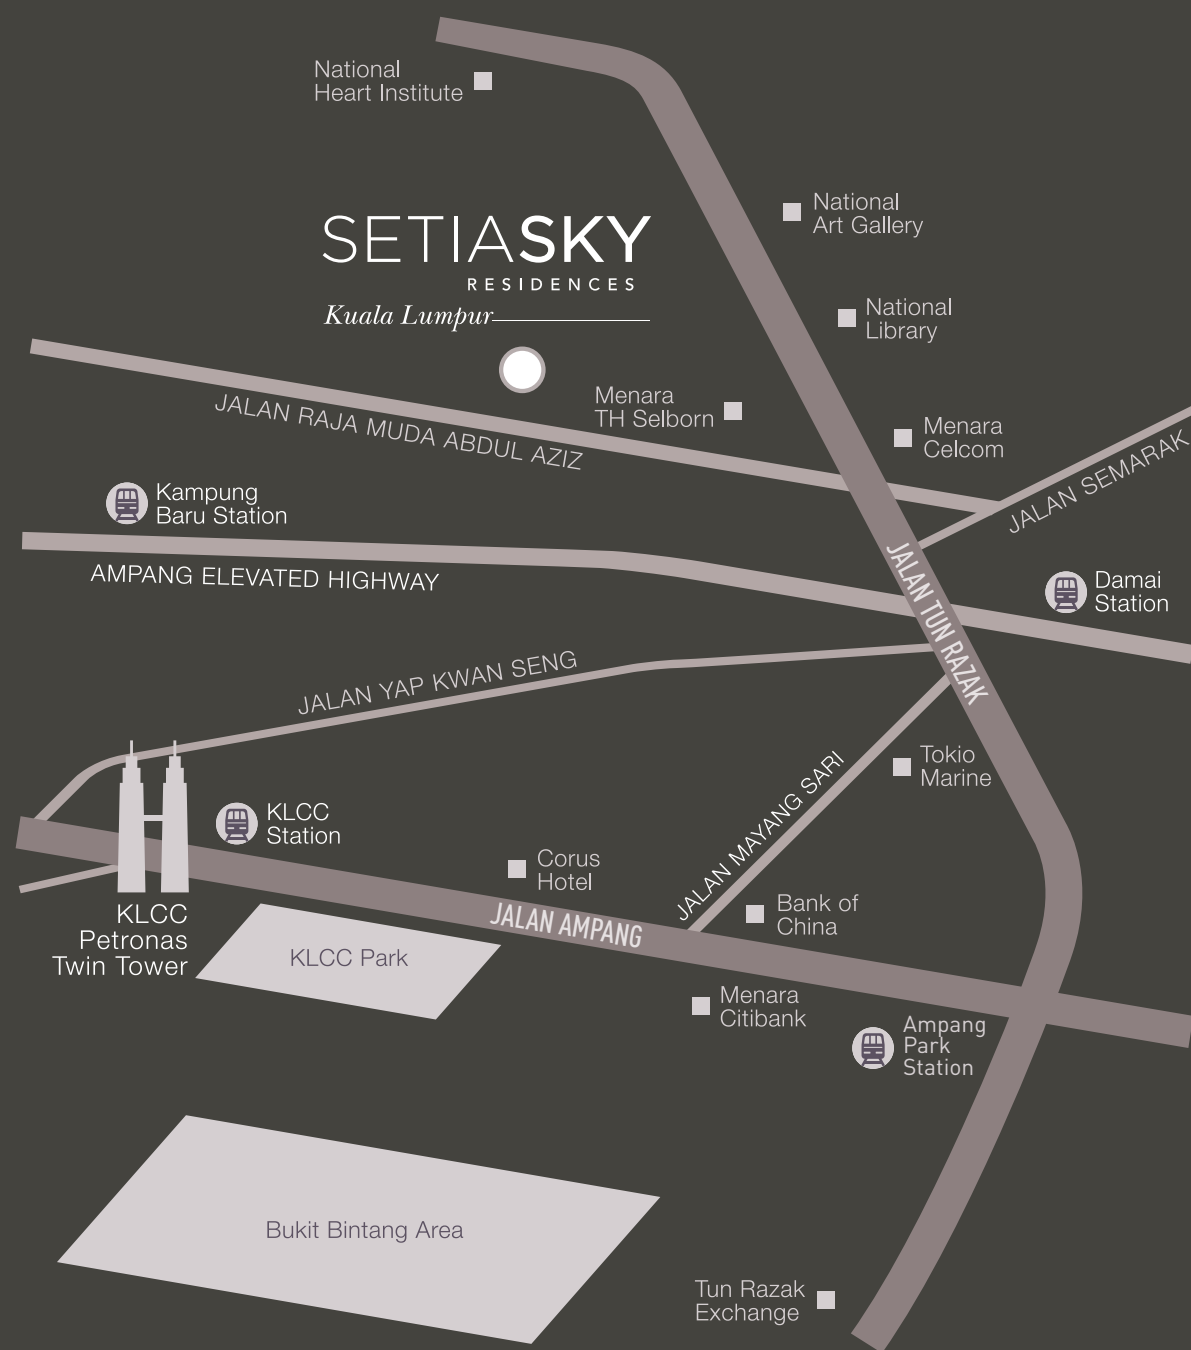 National
Heart Institute
National
Art Gallery
SETIASKY
RESIDENCES
Kuala Lumpur
National
Library
Menara
TH Selborn
Menara
Celcom
JALAN RAJA MUDA ABDUL AZIZ
JALAN SEMARAK
Kampung
Baru Station
AMPANG ELEVATED HIGHWAY
JALAN TUN RAZAK
Damai
Station
JALAN YAP KWAN SENG
Tokio
Marine
JALAN MAYANG SARI
KLCC
Station
Corus
Hotel
Bank of
China
JALAN AMPANG
KLCC
Petronas
Twin Tower
KLCC Park
Menara
Citibank
Ampang
Park
Station
Bukit Bintang Area
Tun Razak
Exchange